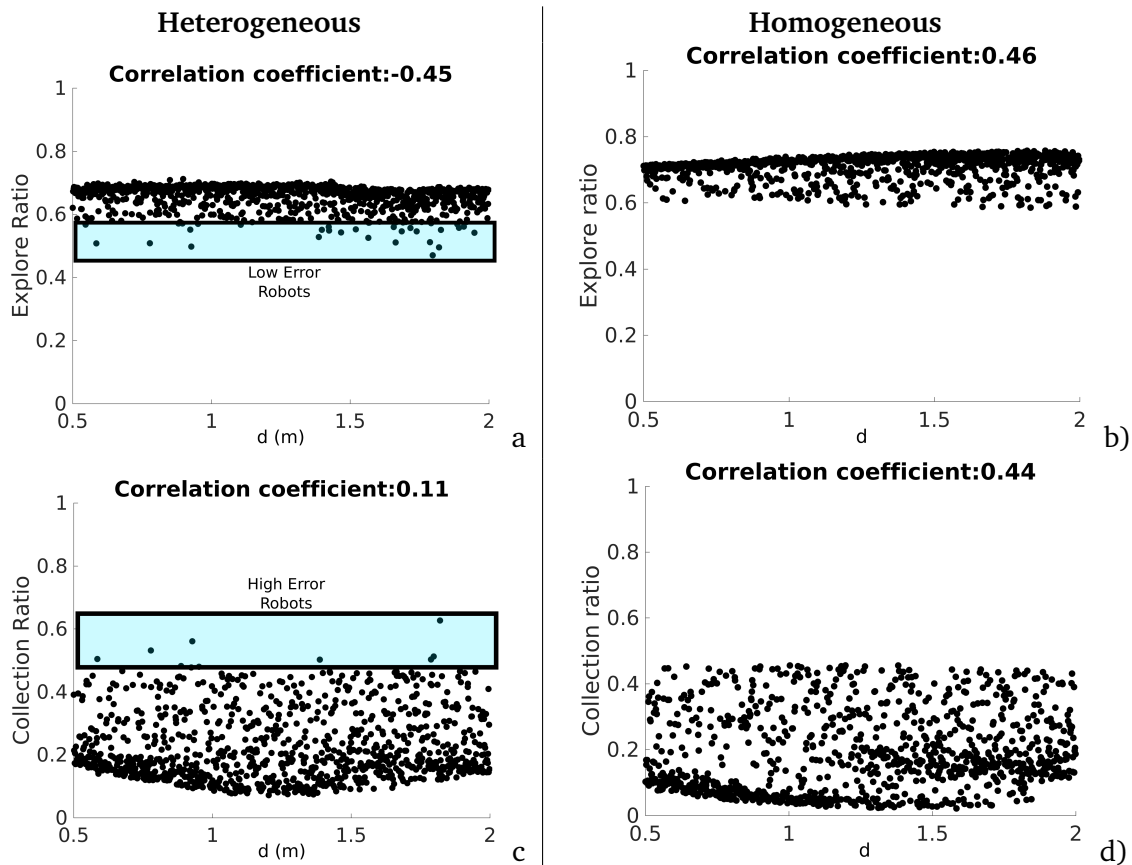 Heterogeneous
Homogeneous
Correlation coefficient:-0.45
1
0.8
0.6
0.4
0.2
0
0.5
1
1.5
2
Explore Ratio
d (m)
Low Error
Robots
a
Correlation coefficient:0.46
1
0.8
0.6
0.4
0.2
0
0.5
1
1.5
2
Explore ratio
d
b)
Correlation coefficient:0.11
1
0.8
0.6
0.4
0.2
0
0.5
1
1.5
2
Collection Ratio
d (m)
High Error
Robots
c
Correlation coefficient:0.44
1
0.8
0.6
0.4
0.2
0
0.5
1
1.5
2
Collection ratio
d
d)